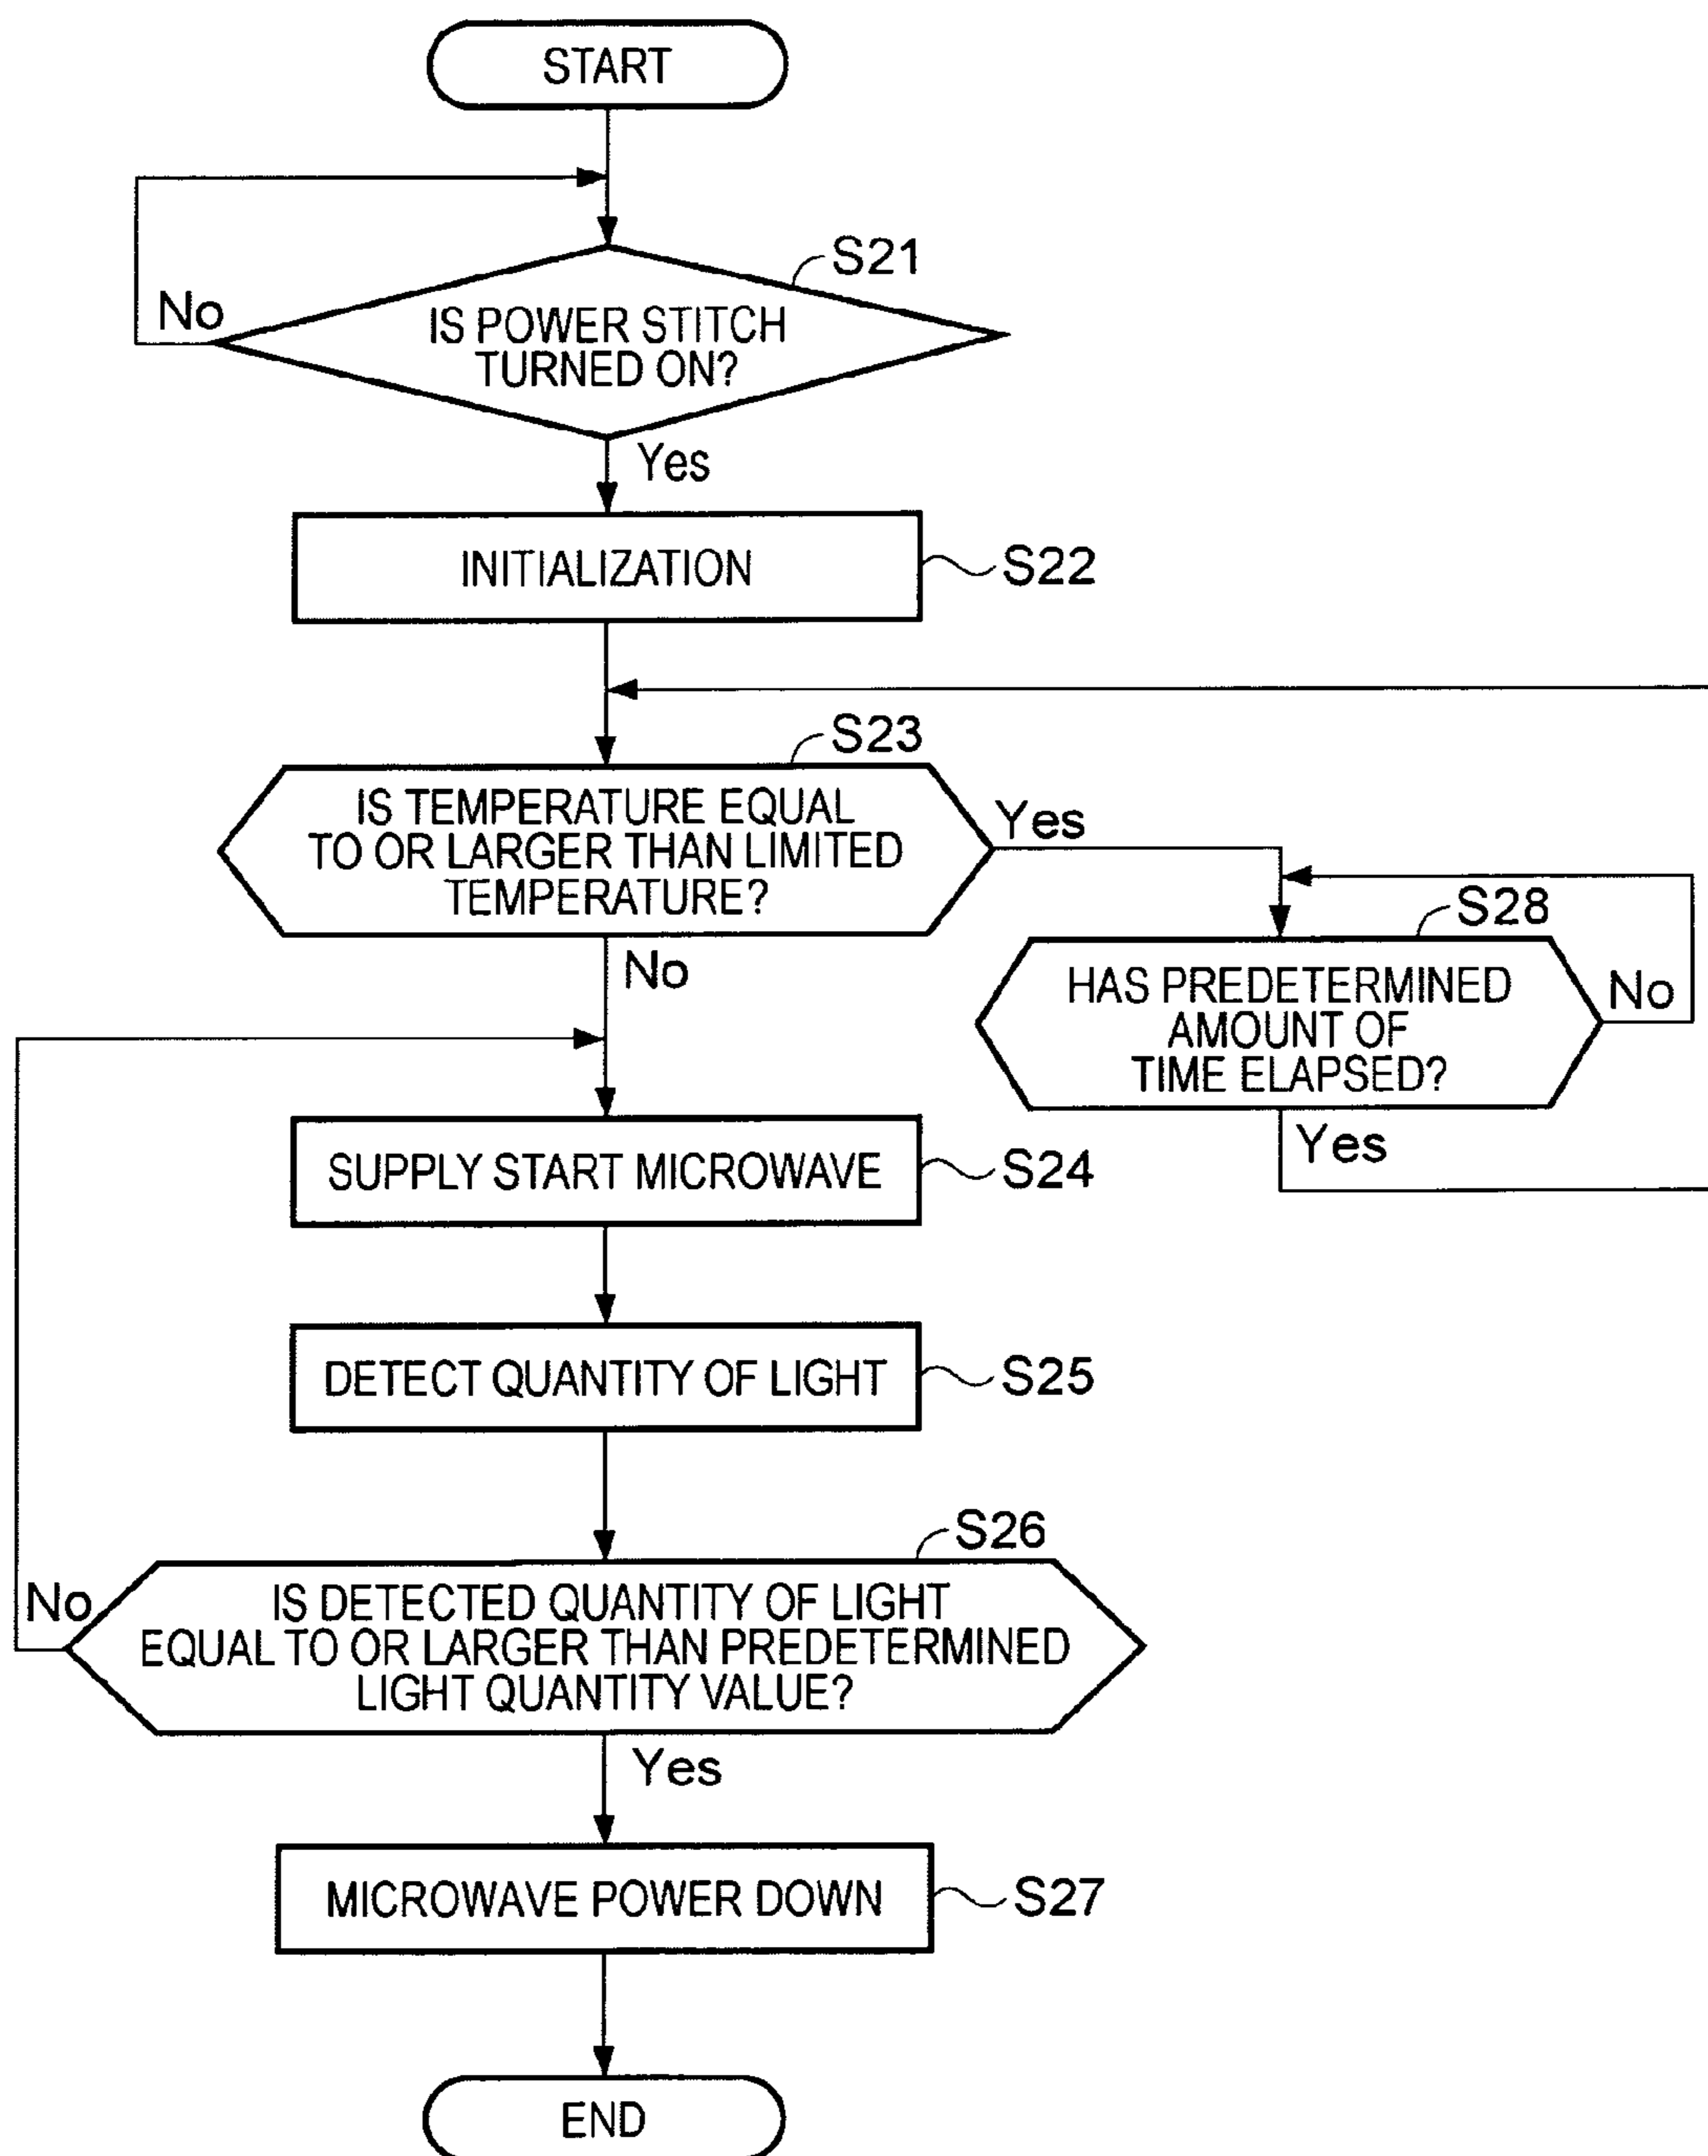 START
S21
No
IS POWER STITCH
TURNED ON?
Yes
INITIALIZATION
S22
S23
IS TEMPERATURE EQUAL
TO OR LARGER THAN LIMITED
TEMPERATURE?
Yes
No
S28
HAS PREDETERMINED
AMOUNT OF
TIME ELAPSED?
No
Yes
SUPPLY START MICROWAVE
S24
DETECT QUANTITY OF LIGHT
S25
S26
No
IS DETECTED QUANTITY OF LIGHT
EQUAL TO OR LARGER THAN PREDETERMINED
LIGHT QUANTITY VALUE?
Yes
MICROWAVE POWER DOWN
S27
END